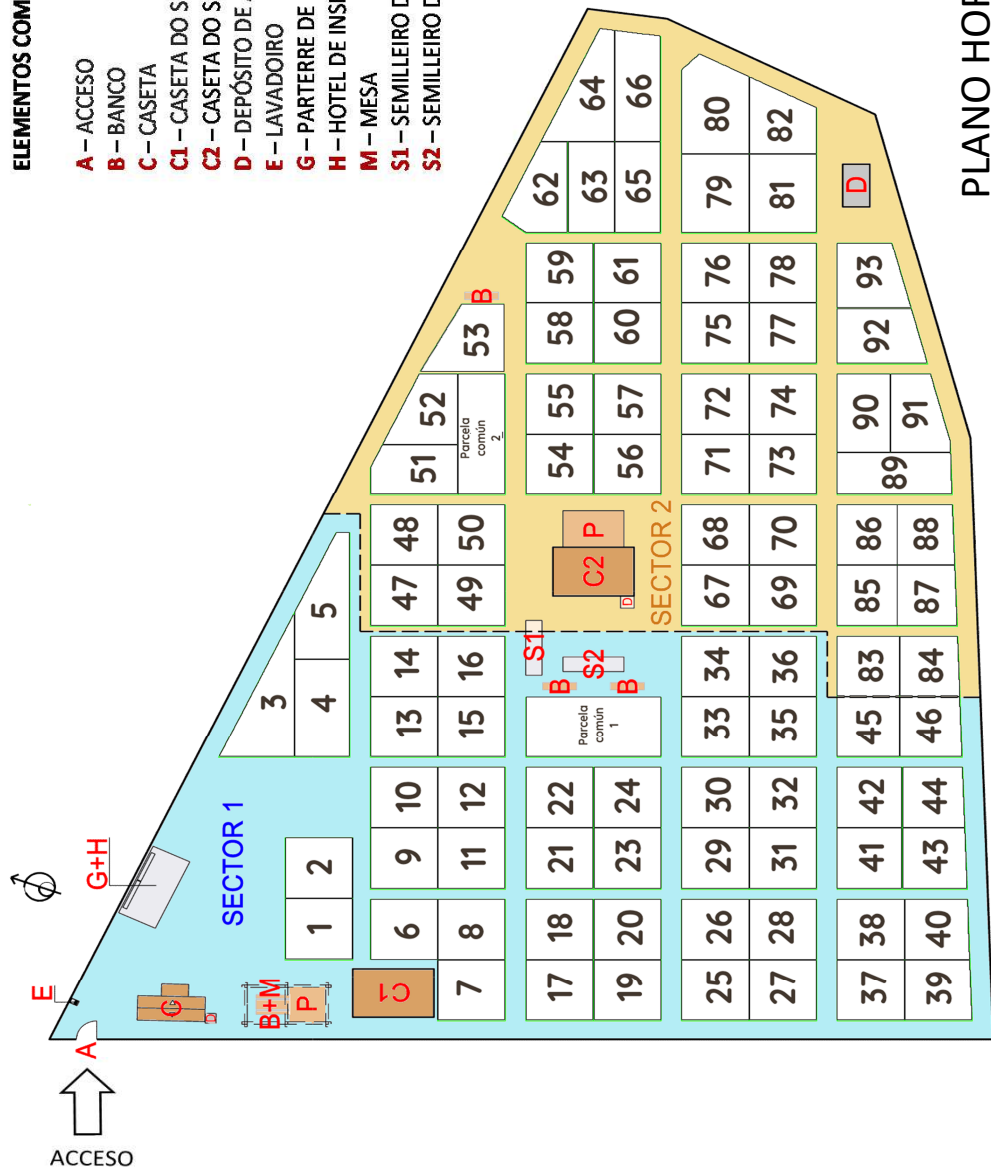 ELEMENTOS COM
A – ACCESO
B – BANCO
C – CASETA
C1 – CASETA DO S
C2 – CASETA DO S
D – DEPÓSITO DE
E – LAVADOIRO
G – PARTERRE DE
H – HOTEL DE INS
M – MESA
S1 – SEMILLEIRO D
S2 – SEMILLEIRO D
PLANO HOR
ACCESO
A
E
G+H
C
D
B+M
P
C1
SECTOR 1
1 2
3
4 5
6 9 10 13 14 47 48
7 8 11 12 15 16 49 50
51 52
Parcela
común
2
53
B
17 18 21 22
19 20 23 24
Parcela
común
1
B
B
S1
S2
C2
P
D
SECTOR 2
54 55 58 59
56 57 60 61
62
63 64
65 66
25 26 29 30 33 34 67 68 71 72 75 76 79 80
27 28 31 32 35 36 69 70 73 74 77 78 81 82
37 38 41 42 45 83 85 86 89 90 92 93
39 40 43 44 46 84 87 88 91
D